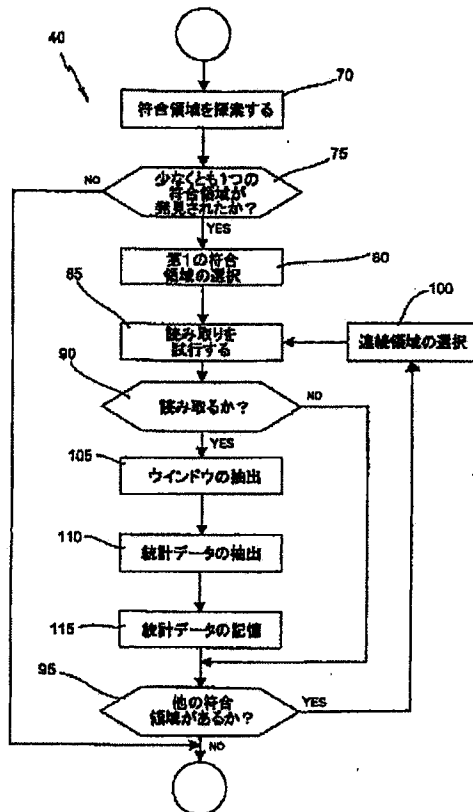 40
70
符合領域を探索する
75
NO
少なくとも1つの
符合領域が
発見されたか?
YES
80
第1の符合
領域の選択
85
100
読み取りを
試行する
連続領域の選択
90
読み取るか?
NO
YES
105
ウインドウの抽出
110
統計データの抽出
115
統計データの記憶
95
他の符合
領域があるか?
YES
NO